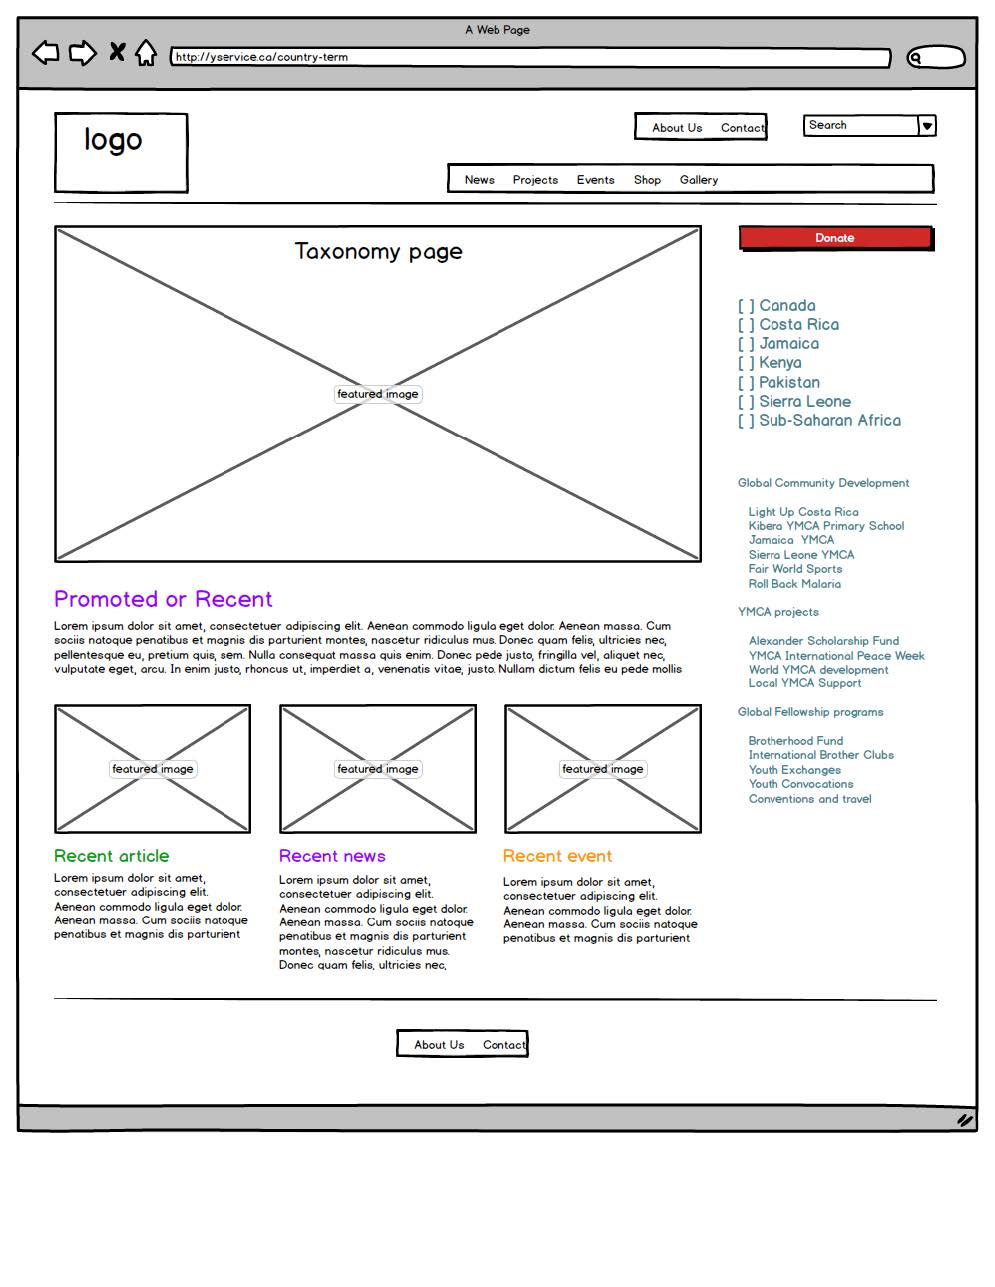 A Web Page
http://yservice.ca/country-term
logo
About Us Contact
Search
News Projects Events Shop Gallery
Taxonomy page
featured image
Donate
[ ] Canada
[ ] Costa Rica
[ ] Jamaica
[ ] Kenya
[ ] Pakistan
[ ] Sierra Leone
[ ] Sub-Saharan Africa
Global Community Development
Light Up Costa Rica
Kibera YMCA Primary School
Jamaica YMCA
Sierra Leone YMCA
Fair World Sports
Roll Back Malaria
YMCA projects
Alexander Scholarship Fund
YMCA International Peace Week
World YMCA development
Local YMCA Support
Global Fellowship programs
Brotherhood Fund
International Brother Clubs
Youth Exchanges
Youth Convocations
Conventions and travel
Promoted or Recent
Lorem ipsum dolor sit amet, consectetuer adipiscing elit. Aenean commodo ligula eget dolor. Aenean massa. Cum
sociis natoque penatibus et magnis dis parturient montes, nascetur ridiculus mus. Donec quam felis, ultricies nec,
pellentesque eu, pretium quis, sem. Nulla consequat massa quis enim. Donec pede justo, fringilla vel, aliquet nec,
vulputate eget, arcu. In enim justo, rhoncus ut, imperdiet a, venenatis vitae, justo. Nullam dictum felis eu pede mollis
featured image
Recent article
Lorem ipsum dolor sit amet,
consectetuer adipiscing elit.
Aenean commodo ligula eget dolor.
Aenean massa. Cum sociis natoque
penatibus et magnis dis parturient
featured image
Recent news
Lorem ipsum dolor sit amet,
consectetuer adipiscing elit.
Aenean commodo ligula eget dolor.
Aenean massa. Cum sociis natoque
penatibus et magnis dis parturient
montes, nascetur ridiculus mus.
Donec quam felis, ultricies nec,
featured image
Recent event
Lorem ipsum dolor sit amet,
consectetuer adipiscing elit.
Aenean commodo ligula eget dolor.
Aenean massa. Cum sociis natoque
penatibus et magnis dis parturient
About Us Contact